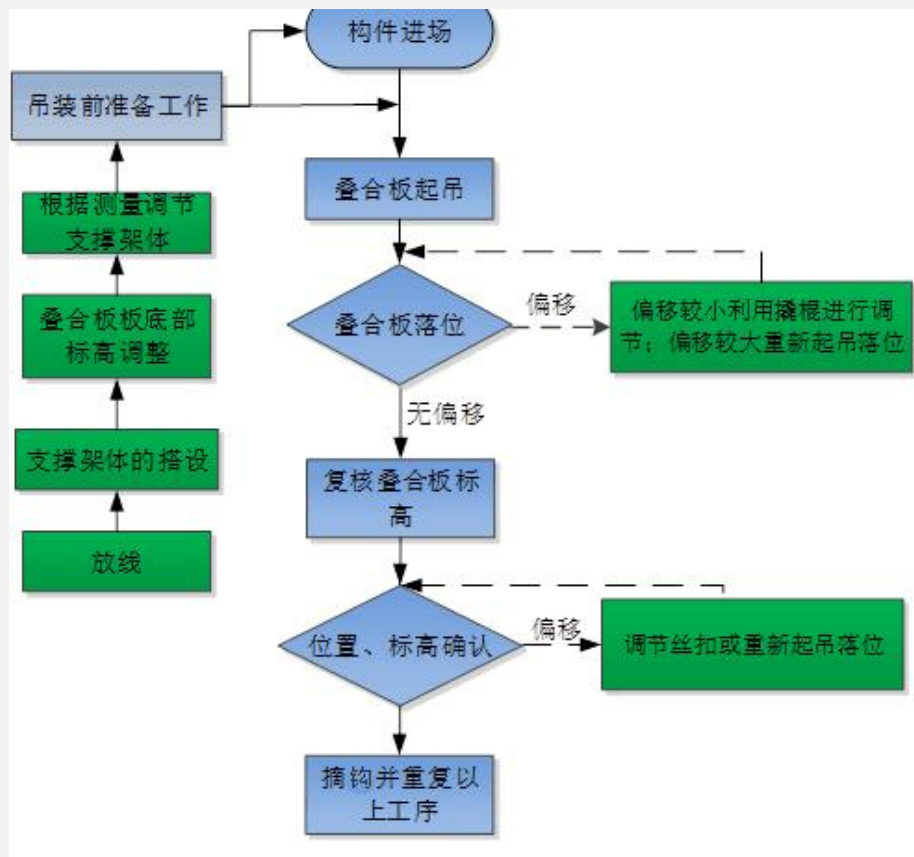 构件进场
吊装前准备工作
叠合板起吊
根据测量调节
支撑架体
叠合板落位
偏移
偏移较小利用撬棍进行调
节；偏移较大重新起吊落位
叠合板板底部
标高调整
无偏移
支撑架体的搭设
复核叠合板标
高
放线
位置、标高确认
偏移
调节丝扣或重新起吊落位
摘钩并重复以
上工序